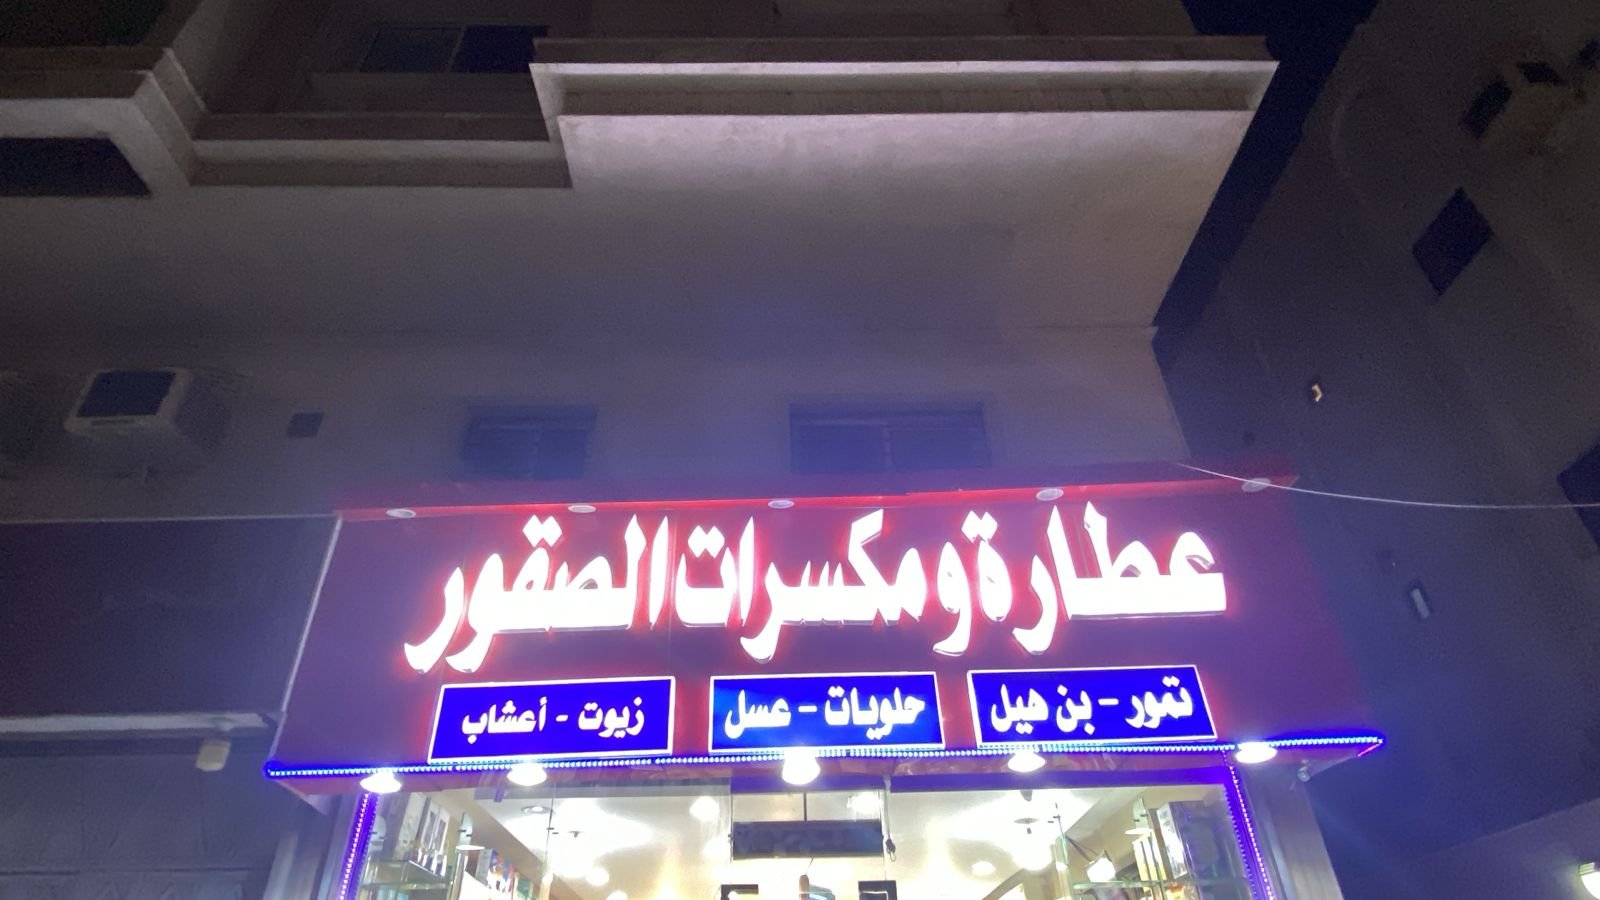 عطارة ومكسرات الصقور
تمور - بن هيل
حلويات - عسل
زيوت - أعشاب